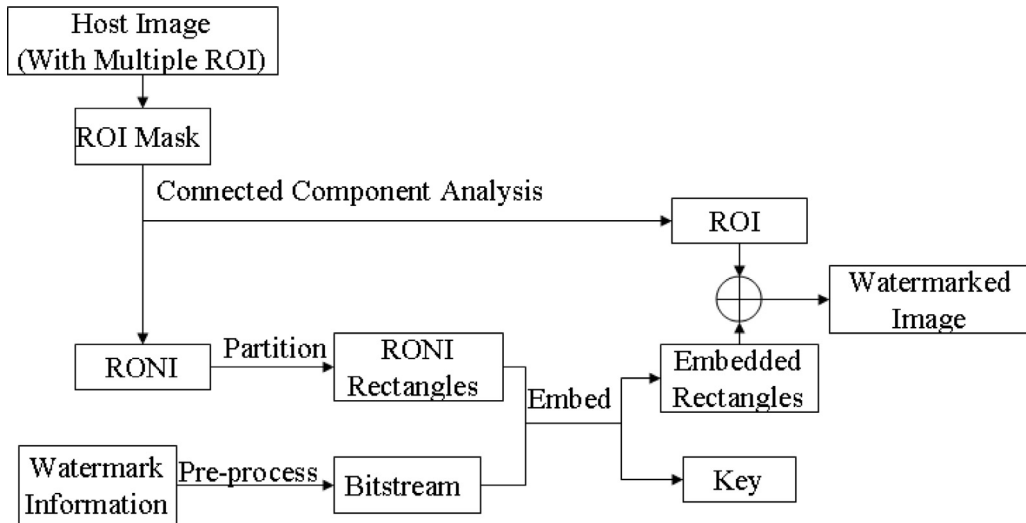 Host Image
(With Multiple ROI)
ROI Mask
Connected Component Analysis
ROI
Watermarked
Image
RONI
Partition
RONI
Rectangles
Embed
Embedded
Rectangles
Watermark
Information
Pre-process
Bitstream
Key